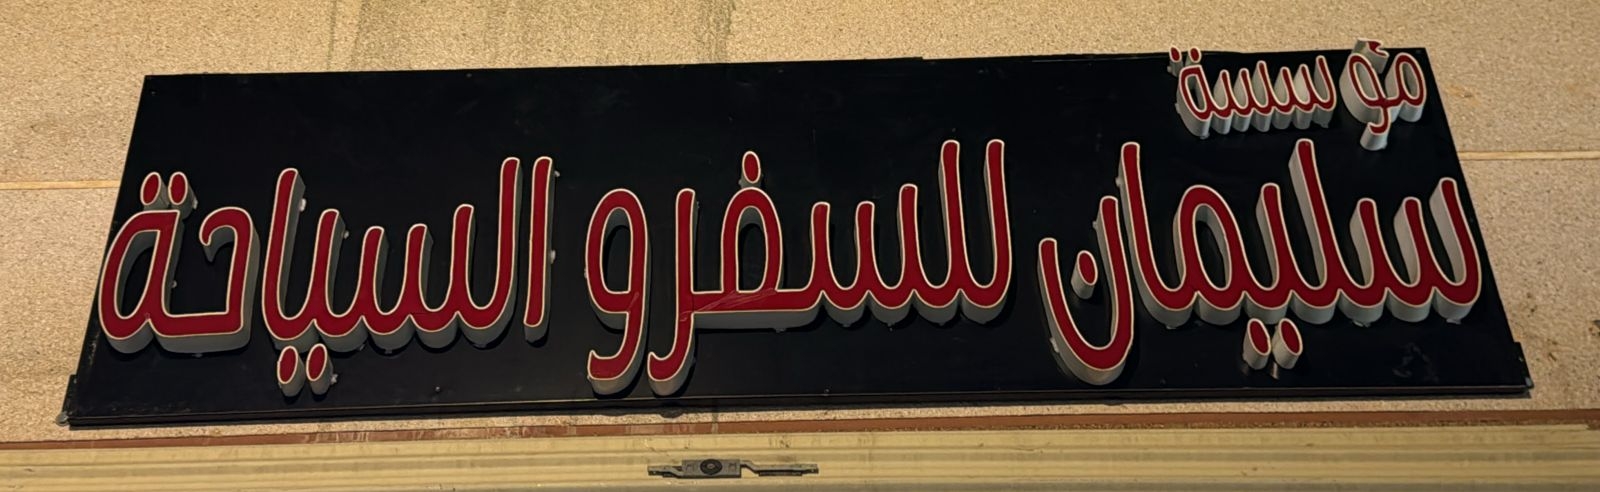 مؤسسة
سليمان للسفر و السياحة